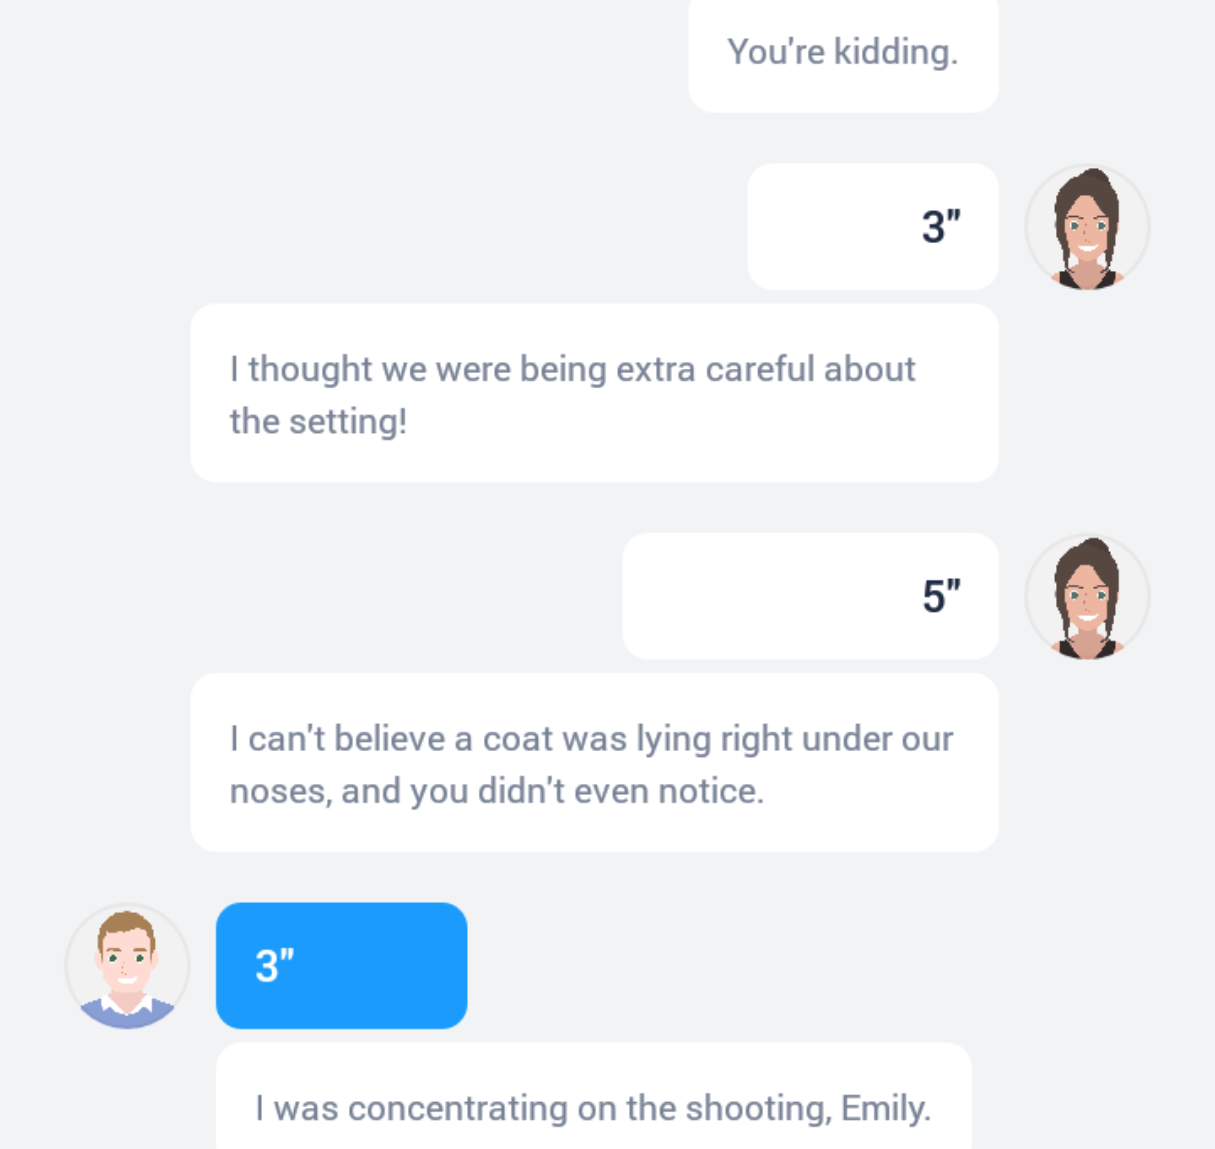 You're kidding.
3"
I thought we were being extra careful about
the setting!
5"
I can't believe a coat was lying right under our
noses, and you didn't even notice.
3"
I was concentrating on the shooting, Emily.